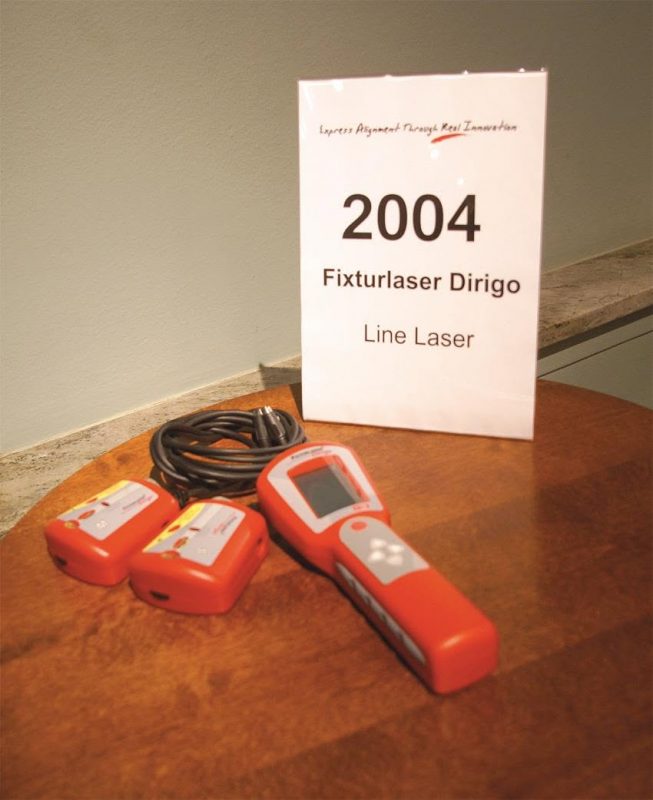 Express Alignment Through Real Innovation
2004
Fixturlaser Dirigo
Line Laser